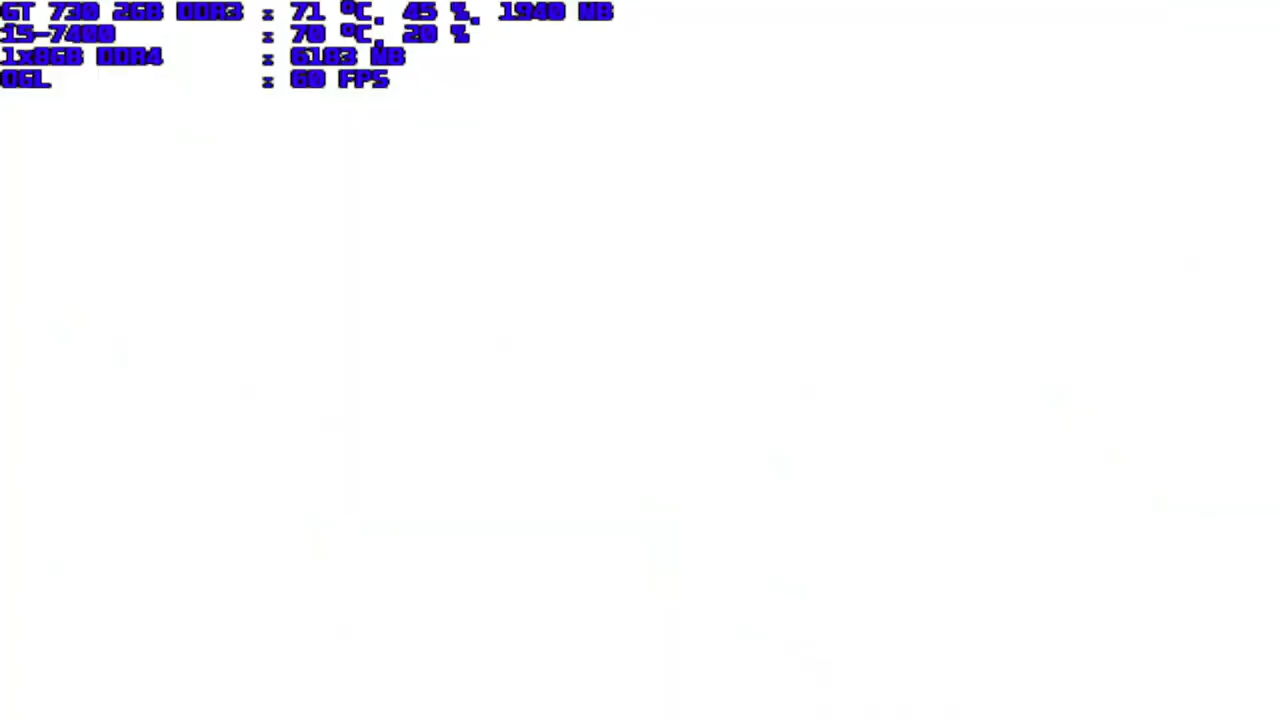 GT 730 2GB DDR3 : 71 °C, 45 %, 1940 MB
i5-7400 : 70 °C, 20 %
1x8GB DDR4 : 6183 MB
OGL : 60 FPS